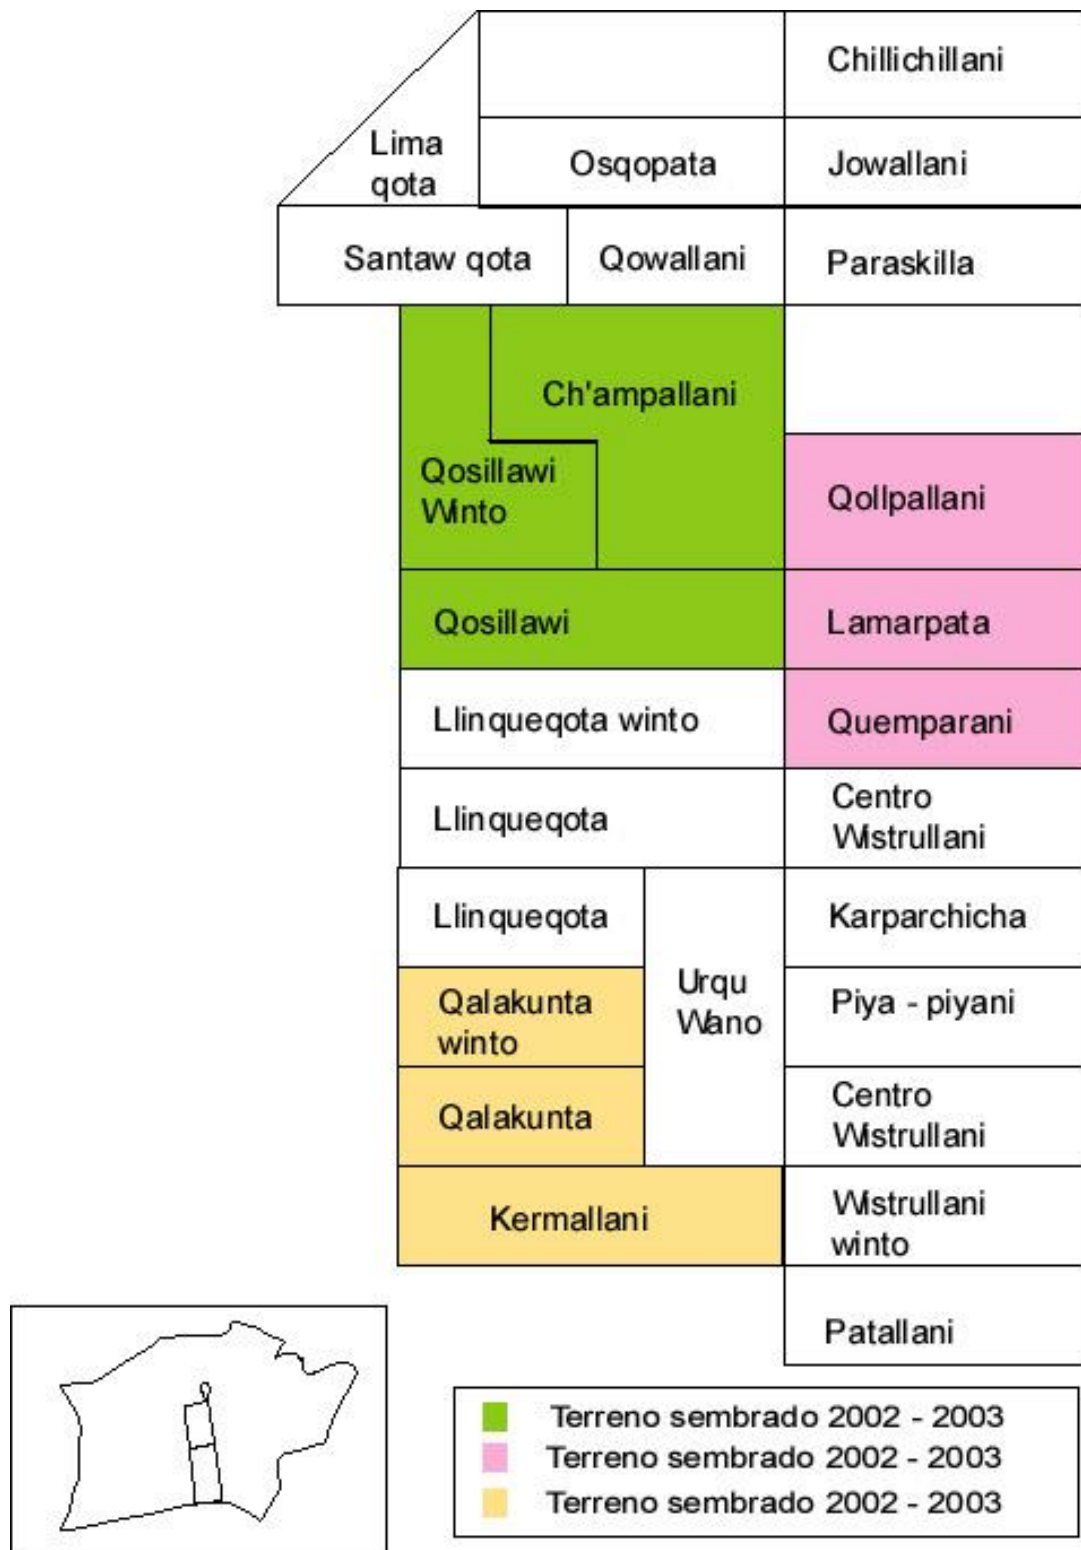 Chillichillani
Lima
qota
Osqopata
Jowallani
Santaw qota
Qowallani
Paraskilla
Ch'ampallani
Qosillawi
Winto
Qollpallani
Qosillawi
Lamarpata
Llinqueqota winto
Quemparani
Llinqueqota
Centro
Wistrullani
Llinqueqota
Urqu
Wano
Karparchicha
Qalakunta
winto
Piya - piyani
Qalakunta
Centro
Wistrullani
Kermallani
Wistrullani
winto
Patallani
Terreno sembrado 2002 - 2003
Terreno sembrado 2002 - 2003
Terreno sembrado 2002 - 2003